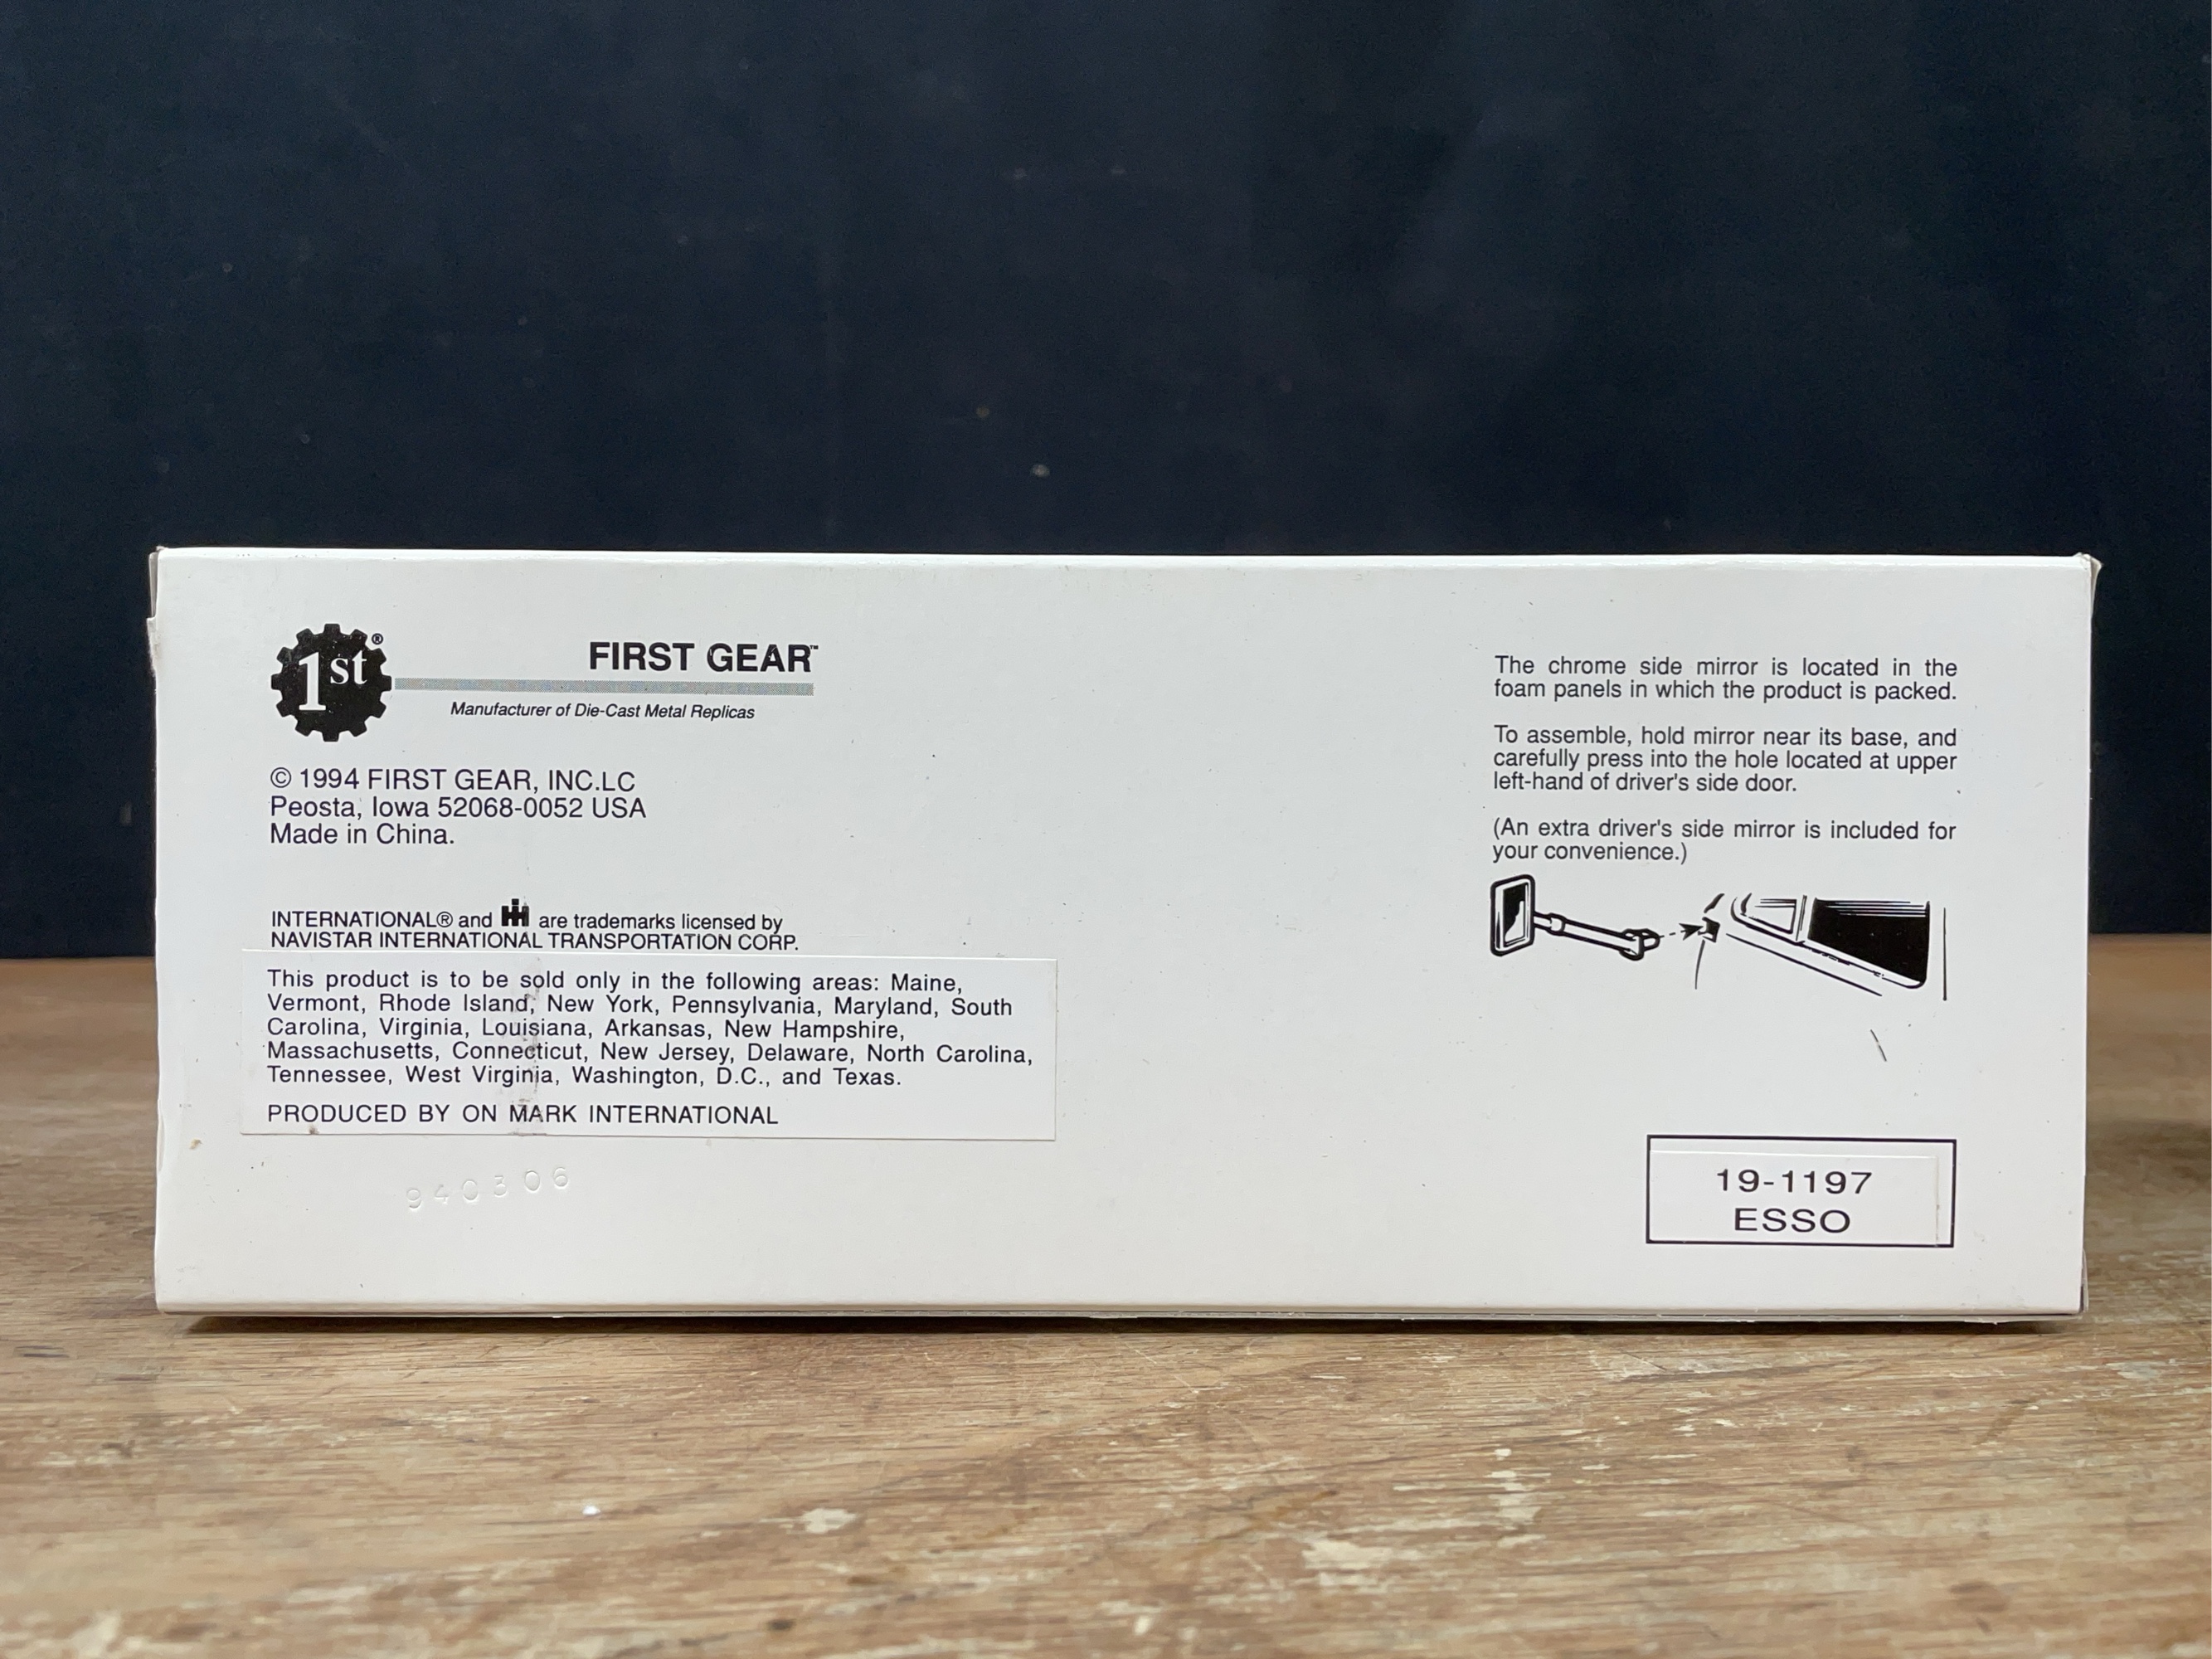 1st®
FIRST GEAR™
Manufacturer of Die-Cast Metal Replicas
© 1994 FIRST GEAR, INC.LC
Peosta, Iowa 52068-0052 USA
Made in China.
INTERNATIONAL® and IH are trademarks licensed by
NAVISTAR INTERNATIONAL TRANSPORTATION CORP.
This product is to be sold only in the following areas: Maine,
Vermont, Rhode Island, New York, Pennsylvania, Maryland, South
Carolina, Virginia, Louisiana, Arkansas, New Hampshire,
Massachusetts, Connecticut, New Jersey, Delaware, North Carolina,
Tennessee, West Virginia, Washington, D.C., and Texas.
PRODUCED BY ON MARK INTERNATIONAL
940306
The chrome side mirror is located in the
foam panels in which the product is packed.
To assemble, hold mirror near its base, and
carefully press into the hole located at upper
left-hand of driver's side door.
(An extra driver's side mirror is included for
your convenience.)
19-1197
ESSO